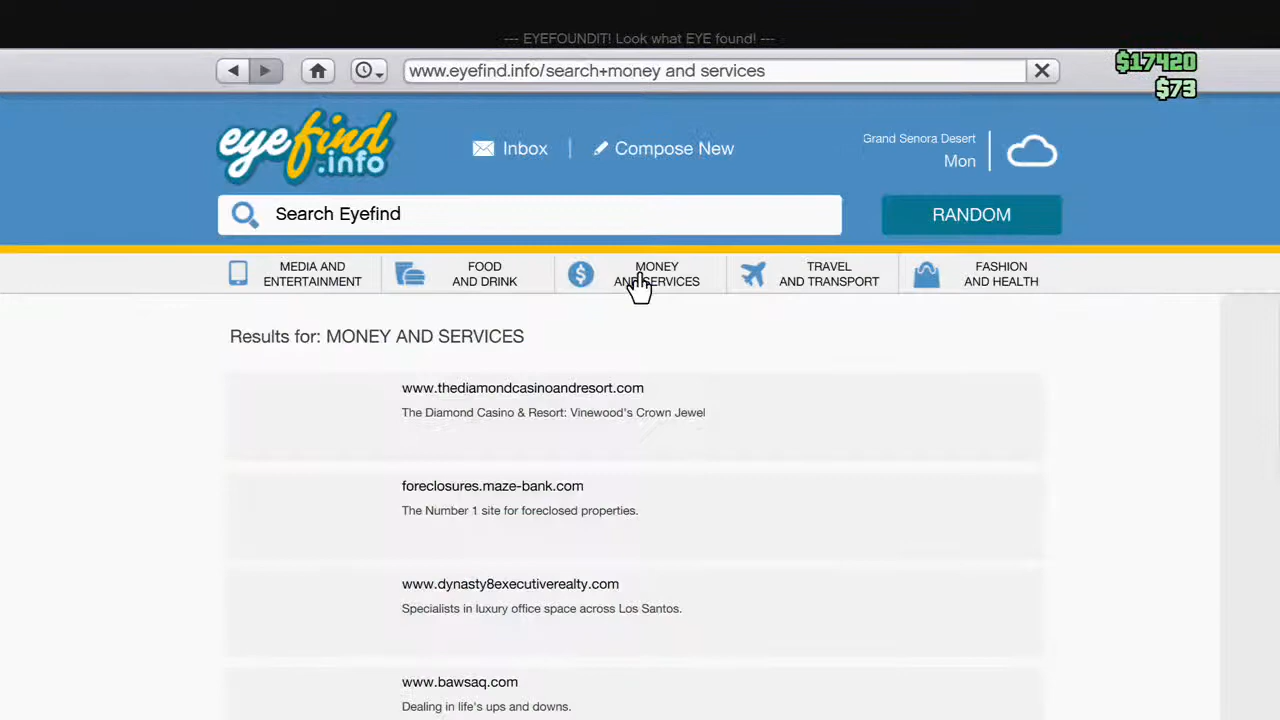 --- EYEFOUNDIT! Look what EYE found! ---
www.eyefind.info/search+money and services
$17420
$73
eyefind
.info
Inbox
Compose New
Grand Senora Desert
Mon
Search Eyefind
RANDOM
MEDIA AND
ENTERTAINMENT
FOOD
AND DRINK
MONEY
AND SERVICES
TRAVEL
AND TRANSPORT
FASHION
AND HEALTH
Results for: MONEY AND SERVICES
www.thediamondcasinoandresort.com
The Diamond Casino & Resort: Vinewood's Crown Jewel
foreclosures.maze-bank.com
The Number 1 site for foreclosed properties.
www.dynasty8executiverealty.com
Specialists in luxury office space across Los Santos.
www.bawsaq.com
Dealing in life's ups and downs.